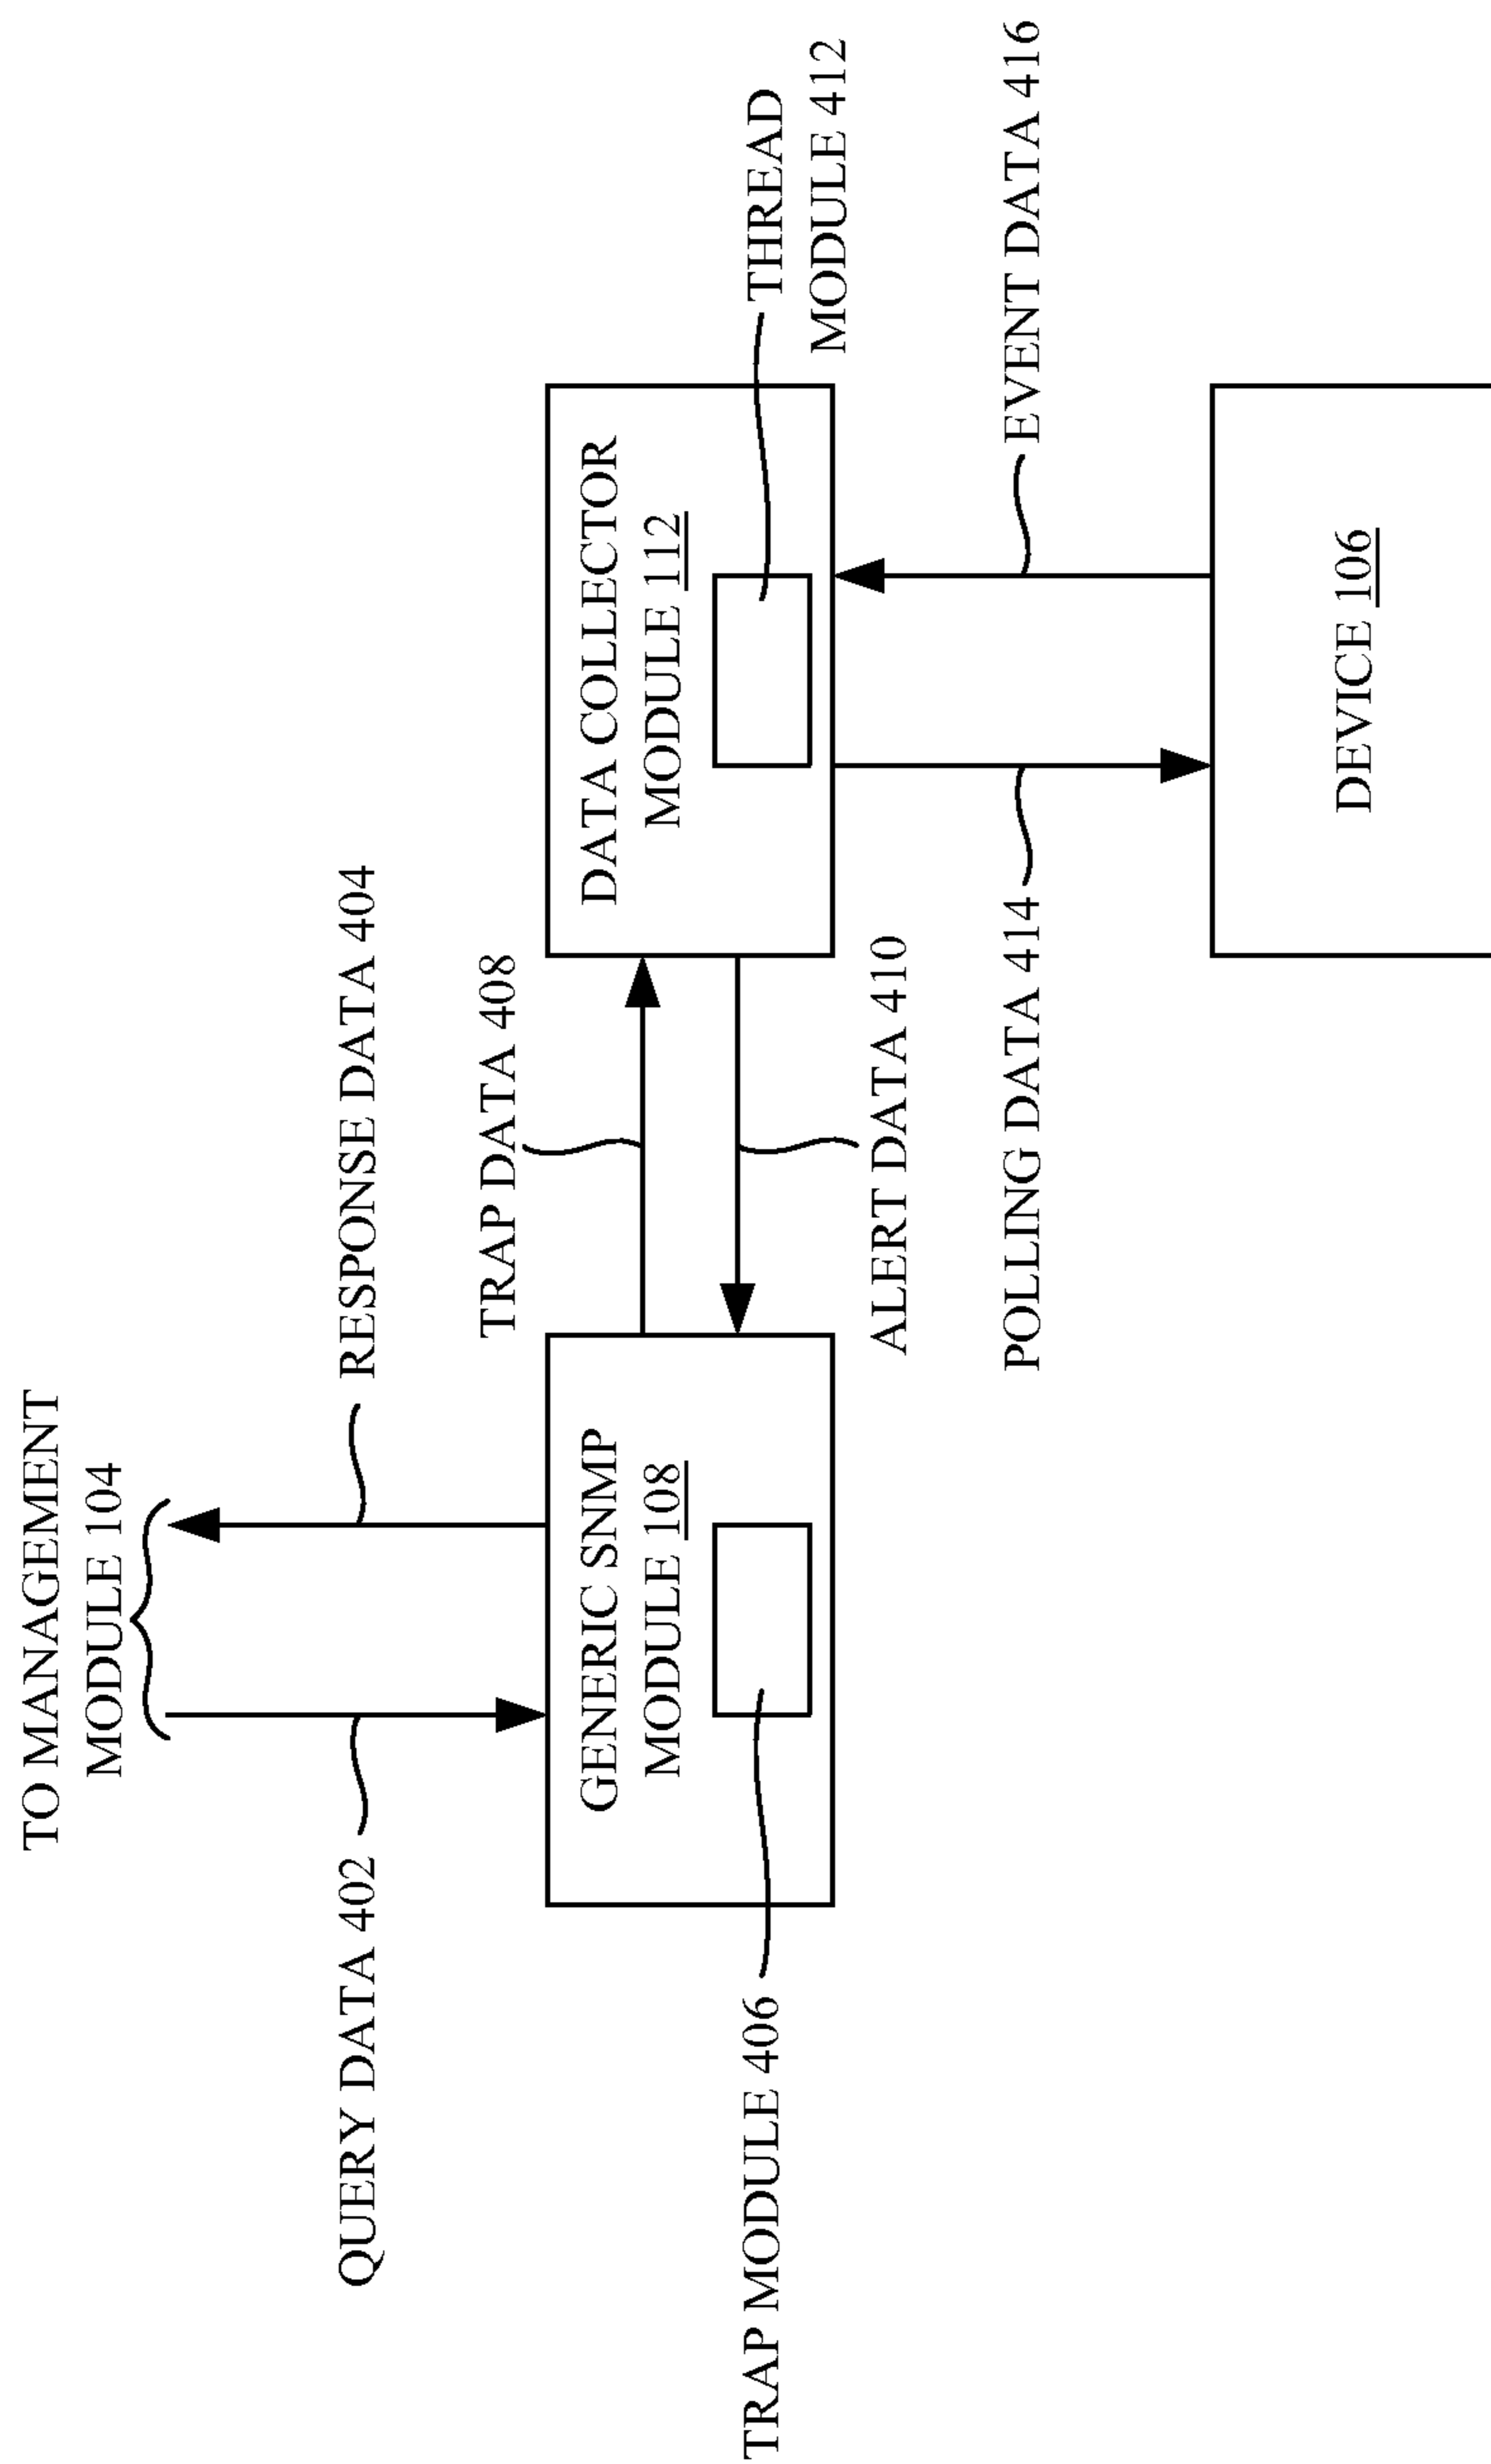 TO MANAGEMENT
MODULE 104
QUERY DATA 402
RESPONSE DATA 404
TRAP DATA 408
GENERIC SNMP
MODULE 108
DATA COLLECTOR
MODULE 112
TRAP MODULE 406
THREAD
MODULE 412
ALERT DATA 410
POLLING DATA 414
EVENT DATA 416
DEVICE 106